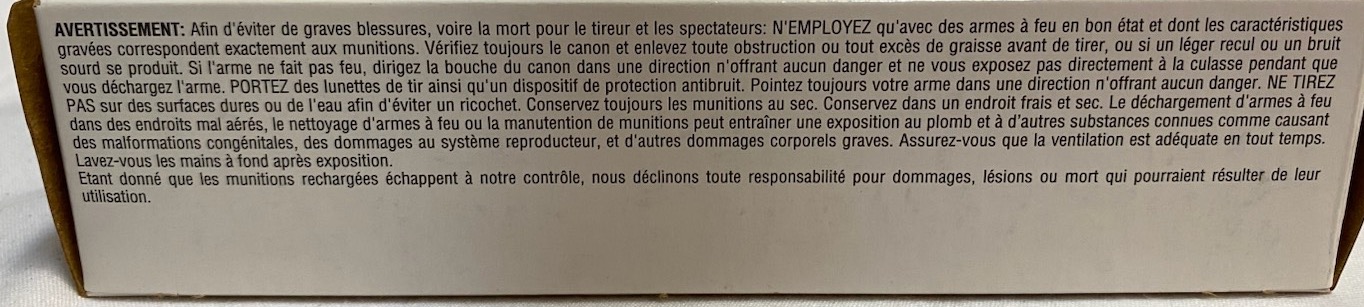 AVERTISSEMENT: Afin d'éviter de graves blessures, voire la mort pour le tireur et les spectateurs: N'EMPLOYEZ qu'avec des armes à feu en bon état et dont les caractéristiques
gravées correspondent exactement aux munitions. Vérifiez toujours le canon et enlevez toute obstruction ou tout excès de graisse avant de tirer, ou si un léger recul ou un bruit
sourd se produit. Si l'arme ne fait pas feu, dirigez la bouche du canon dans une direction n'offrant aucun danger et ne vous exposez pas directement à la culasse pendant que
vous déchargez l'arme. PORTEZ des lunettes de tir ainsi qu'un dispositif de protection antibruit. Pointez toujours votre arme dans une direction n'offrant aucun danger. NE TIREZ
PAS sur des surfaces dures ou de l'eau afin d'éviter un ricochet. Conservez toujours les munitions au sec. Conservez dans un endroit frais et sec. Le déchargement d'armes à feu
dans des endroits mal aérés, le nettoyage d'armes à feu ou la manutention de munitions peut entraîner une exposition au plomb et à d'autres substances connues comme causant
des malformations congénitales, des dommages au système reproducteur, et d'autres dommages corporels graves. Assurez-vous que la ventilation est adéquate en tout temps.
Lavez-vous les mains à fond après exposition.
Etant donné que les munitions rechargées échappent à notre contrôle, nous déclinons toute responsabilité pour dommages, lésions ou mort qui pourraient résulter de leur
utilisation.